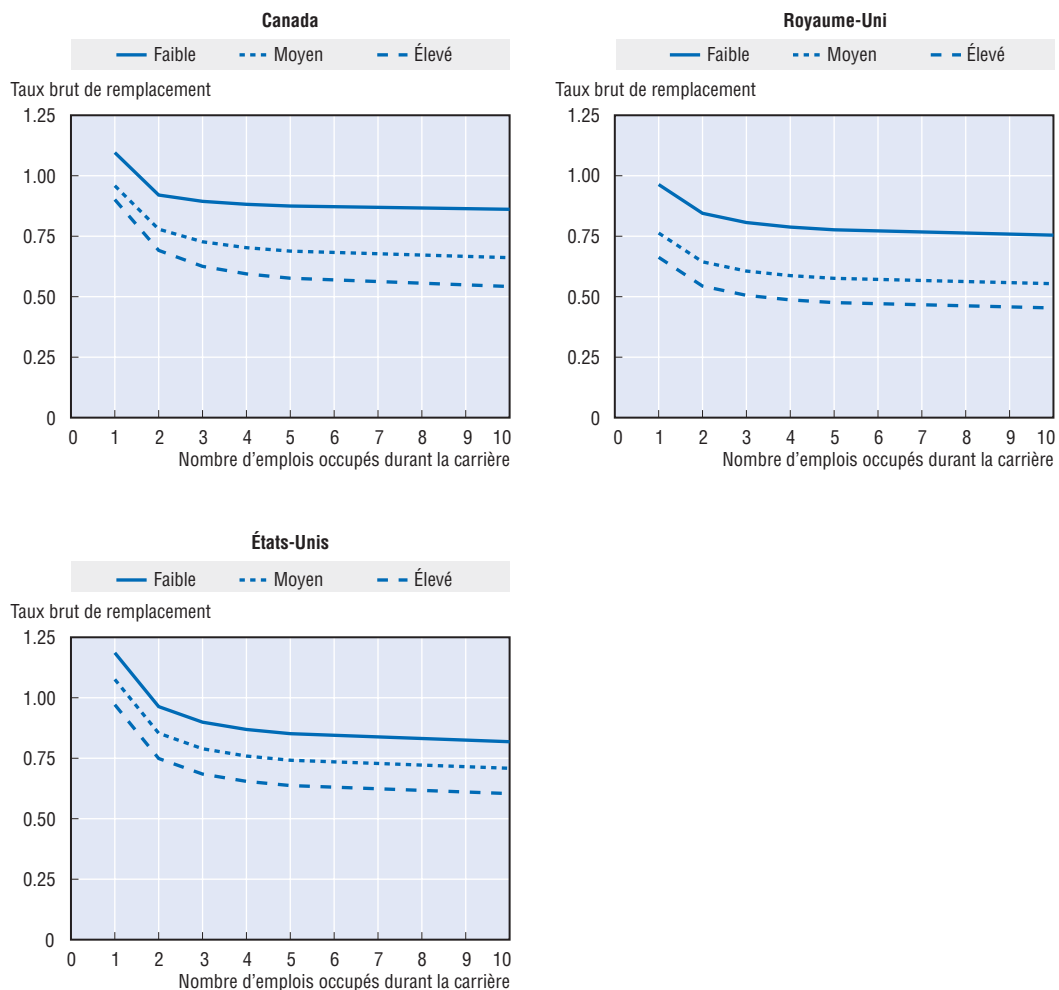 Canada
Faible Moyen Élevé
Taux brut de remplacement
1.25
1.00
0.75
0.50
0.25
0
0 1 2 3 4 5 6 7 8 9 10
Nombre d'emplois occupés durant la carrière
Royaume-Uni
Faible Moyen Élevé
Taux brut de remplacement
1.25
1.00
0.75
0.50
0.25
0
0 1 2 3 4 5 6 7 8 9 10
Nombre d'emplois occupés durant la carrière
États-Unis
Faible Moyen Élevé
Taux brut de remplacement
1.25
1.00
0.75
0.50
0.25
0
0 1 2 3 4 5 6 7 8 9 10
Nombre d'emplois occupés durant la carrière